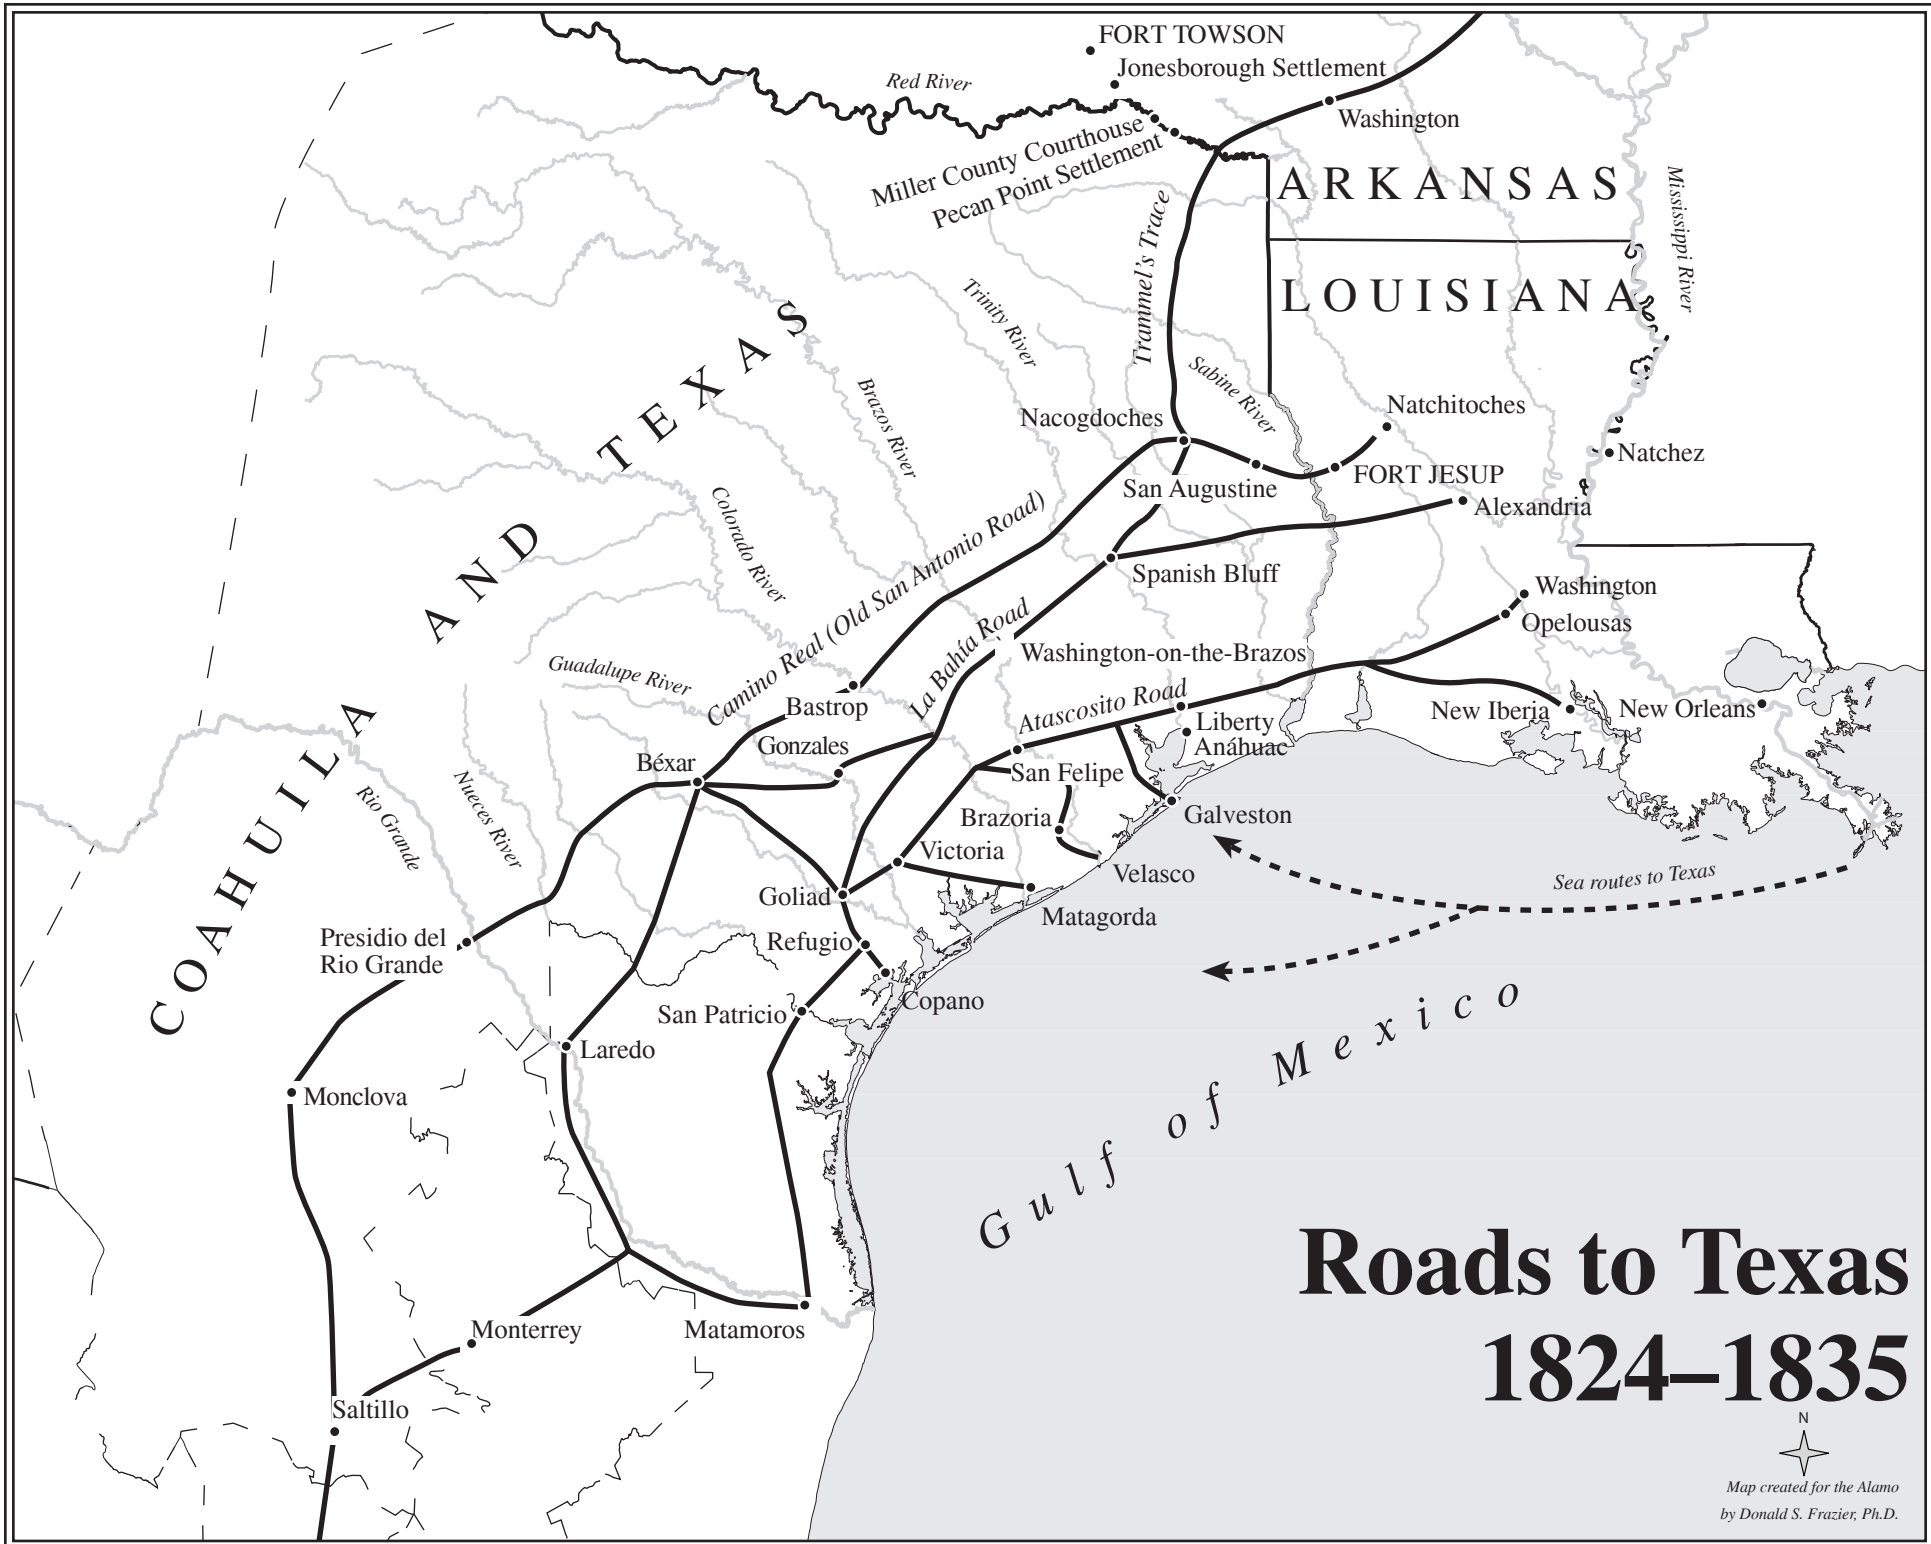 FORT TOWSON
Jonesborough Settlement
Red River
Washington
Miller County Courthouse
Pecan Point Settlement
ARKANSAS
Mississippi River
Trammel's Trace
LOUISIANA
Trinity River
TEXAS
Sabine River
Brazos River
Nacogdoches
Natchitoches
Natchez
San Augustine
FORT JESUP
Alexandria
Colorado River
Camino Real (Old San Antonio Road)
AND
Spanish Bluff
Washington
La Bahía Road
Opelousas
Washington-on-the-Brazos
Guadalupe River
Atascosito Road
Bastrop
Liberty
New Iberia
New Orleans
Gonzales
Anáhuac
Béxar
San Felipe
COAHUILA
Rio Grande
Nueces River
Brazoria
Galveston
Victoria
Velasco
Sea routes to Texas
Goliad
Matagorda
Presidio del
Rio Grande
Refugio
Copano
San Patricio
Gulf of Mexico
Laredo
Monclova
Roads to Texas
1824–1835
Monterrey
Matamoros
Saltillo
N
Map created for the Alamo
by Donald S. Frazier, Ph.D.